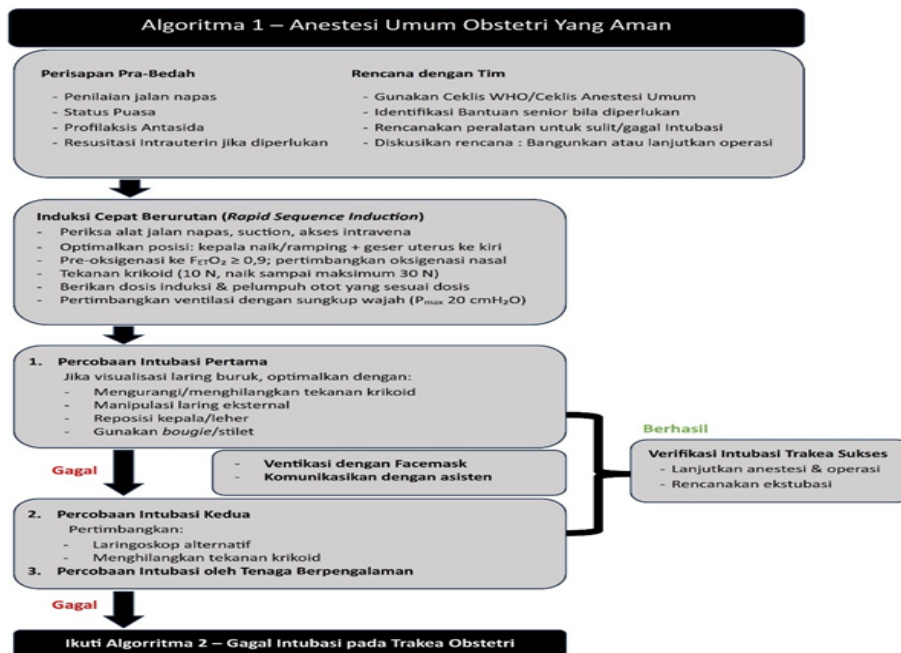 Algoritma 1 – Anestesi Umum Obstetri Yang Aman
Perisapan Pra-Bedah
- Penilaian jalan napas
- Status Puasa
- Profilaksis Antasida
- Resusitasi Intrauterin jika diperlukan
Rencana dengan Tim
- Gunakan Ceklis WHO/Ceklis Anestesi Umum
- Identifikasi Bantuan senior bila diperlukan
- Rencanakan peralatan untuk sulit/gagal Intubasi
- Diskusikan rencana : Bangunkan atau lanjutkan operasi
Induksi Cepat Berurutan (Rapid Sequence Induction)
- Periksa alat jalan napas, suction, akses intravena
- Optimalkan posisi: kepala naik/ramping + geser uterus ke kiri
- Pre-oksigenasi ke FETO₂ ≥ 0,9; pertimbangkan oksigenasi nasal
- Tekanan krikoid (10 N, naik sampai maksimum 30 N)
- Berikan dosis induksi & pelumpuh otot yang sesuai dosis
- Pertimbangkan ventilasi dengan sungkup wajah (Pmax 20 cmH₂O)
1. Percobaan Intubasi Pertama
Jika visualisasi laring buruk, optimalkan dengan:
- Mengurangi/menghilangkan tekanan krikoid
- Manipulasi laring eksternal
- Reposisi kepala/leher
- Gunakan bougie/stilet
Gagal
- Ventikasi dengan Facemask
- Komunikasikan dengan asisten
Berhasil
Verifikasi Intubasi Trakea Sukses
- Lanjutkan anestesi & operasi
- Rencanakan ekstubasi
2. Percobaan Intubasi Kedua
Pertimbangkan:
- Laringoskop alternatif
- Menghilangkan tekanan krikoid
3. Percobaan Intubasi oleh Tenaga Berpengalaman
Gagal
Ikuti Algorritma 2 – Gagal Intubasi pada Trakea Obstetri